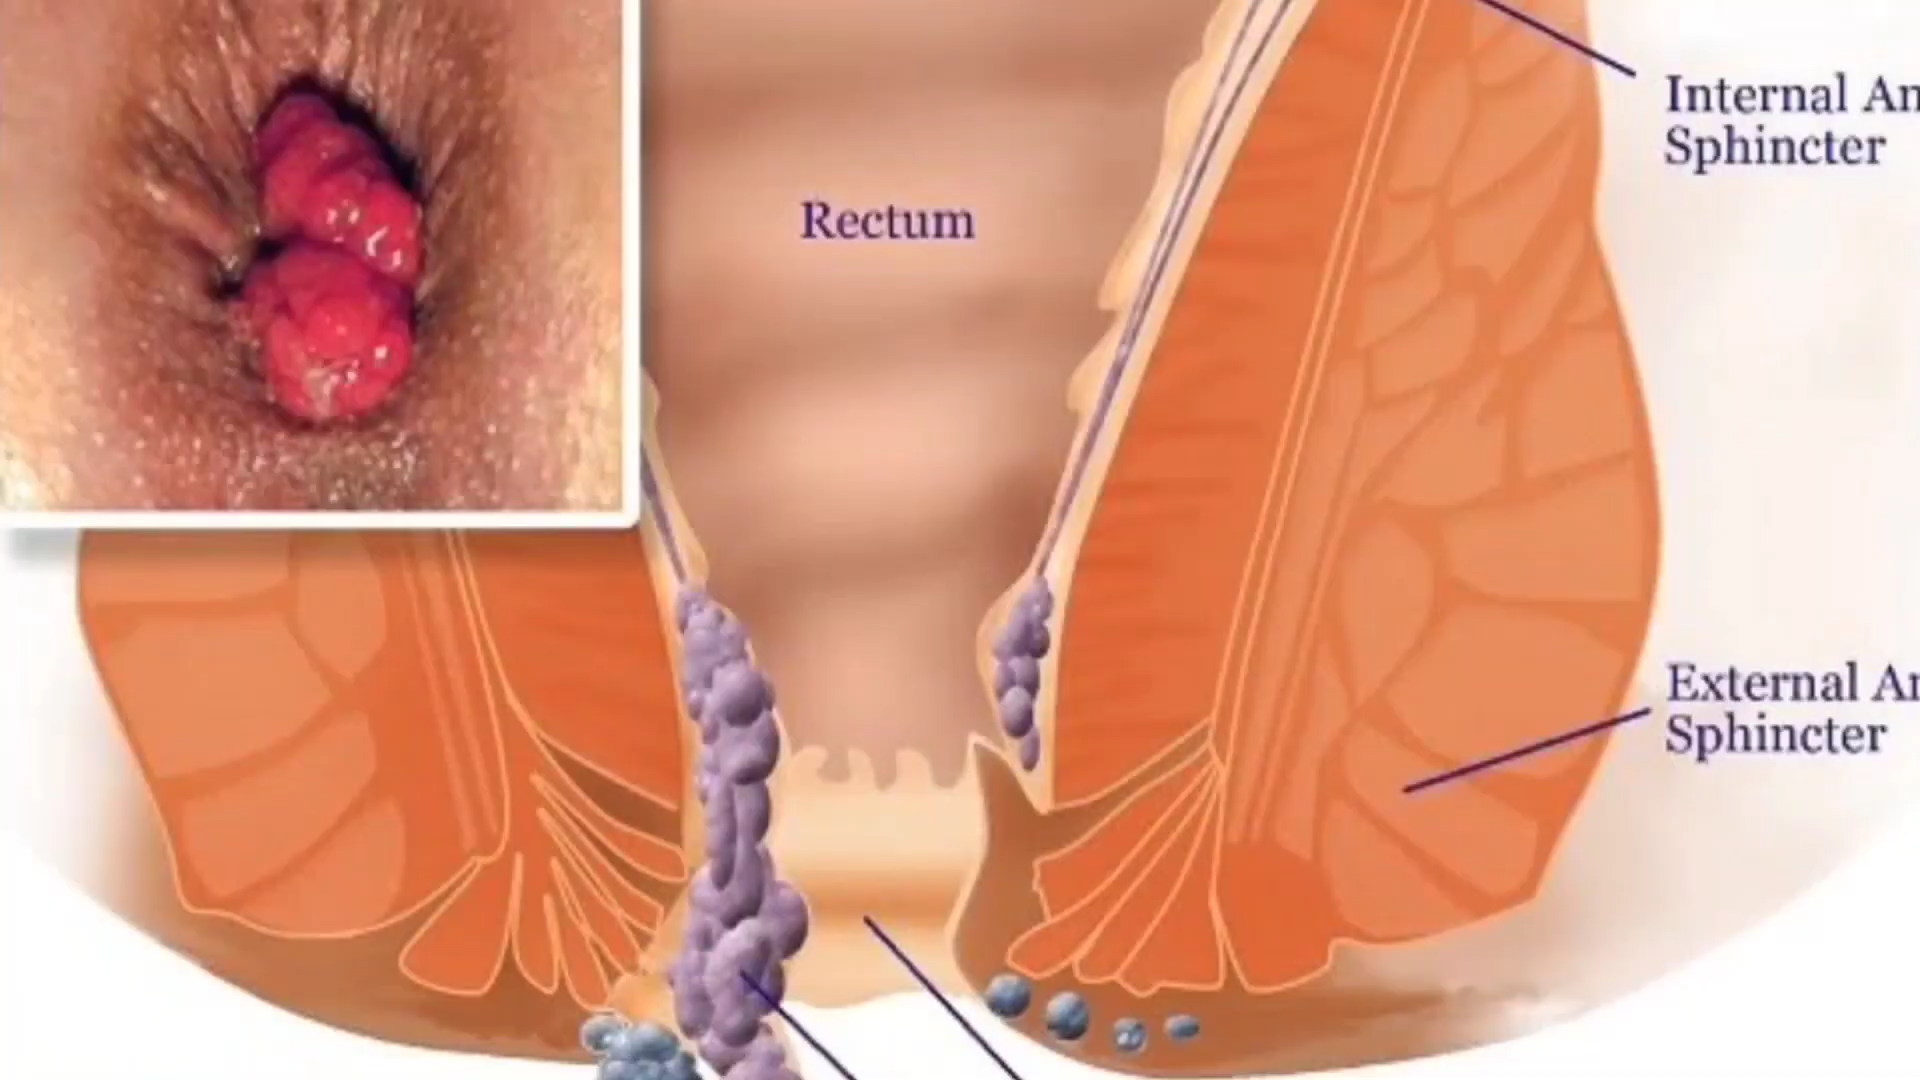 Internal An
Sphincter
Rectum
External An
Sphincter